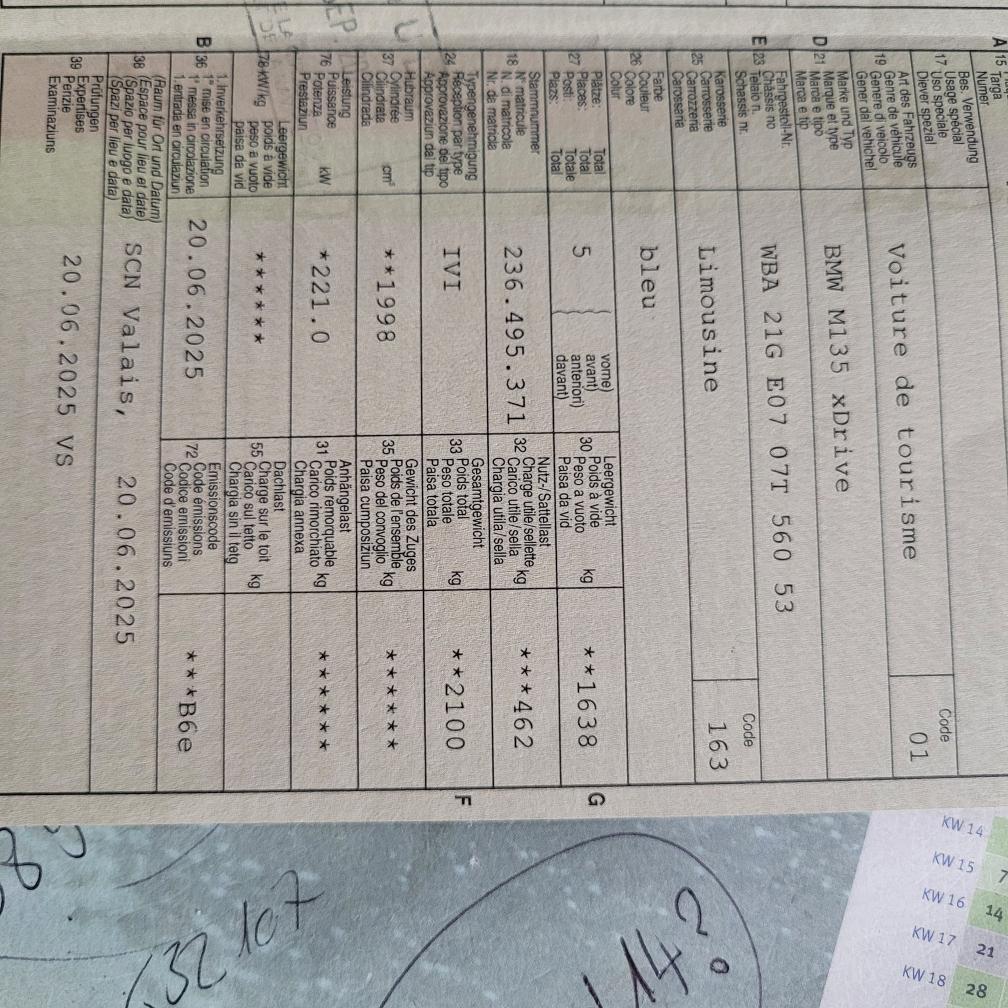 A 15
Targa
Numer
Bes. Verwendung
17 Usage spécial
Uso speciale
Diever spezial
Code
Art des Fahrzeugs
19 Genre de véhicule
Genere di veicolo
Gener dal vehichel
Voiture de tourisme
01
Marke und Typ
D 21 Marque et type
Marca e tipo
Marca e tip
BMW M135 xDrive
Fahrgestell-Nr.
E 23 Châssis no
Telaio n.
Schassis nr.
WBA 21G E07 07T 560 53
Code
Karosserie
25 Carrosserie
Carrozzeria
Carossaria
Limousine
163
Farbe
26 Couleur
Colore
Colur
bleu
Plätze: Total
27 Places: Total
Posti: Totale
Plazs: Total
5
vorne)
avant)
anteriori)
davant)
Leergewicht
30 Poids à vide
Peso a vuoto kg
Paisa da vid
**1638
G
Stammnummer
18 N° matricule
N. di matricola
Nr. da matricla
236.495.371
Nutz-/Sattellast
32 Charge utile/sellette
Carico utile/sella kg
Chargia utila/sella
***462
Typengenehmigung
24 Réception par type
Approvazione del tipo
Approvaziun dal tip
IVI
Gesamtgewicht
33 Poids total
Peso totale kg
Paisa totala
**2100
F
Hubraum
37 Cylindrée
Cilindrata cm³
Cilindrada
**1998
Gewicht des Zuges
35 Poids de l'ensemble
Peso del convoglio kg
Paisa cumposiziun
******
Leistung
76 Puissance
Potenza kW
Prestaziun
*221.0
Anhängelast
31 Poids remorquable
Carico rimorchiato kg
Chargia annexa
*******
Leergewicht
78 kW/kg poids à vide
peso a vuoto
paisa da vid
*****
Dachlast
55 Charge sur le toit
Carico sul tetto kg
Chargia sin il tetg
1.Inverkehrsetzung
B 36 1° mise en circulation
1° messa in circolazione
1. entrada en circulaziun
20.06.2025
Emissionscode
72 Code émissions
Codice emissioni
Code d'emissiuns
***B6e
(Raum für Ort und Datum)
38 (Espace pour lieu et date)
(Spazio per luogo e data)
(Spazi per lieu e data)
SCN Valais, 20.06.2025
Prüfungen
39 Expertises
Perizie
Examinaziuns
20.06.2025 VS
KW 14
KW 15 7
KW 16 14
KW 17 21
KW 18 28
32 107
114?